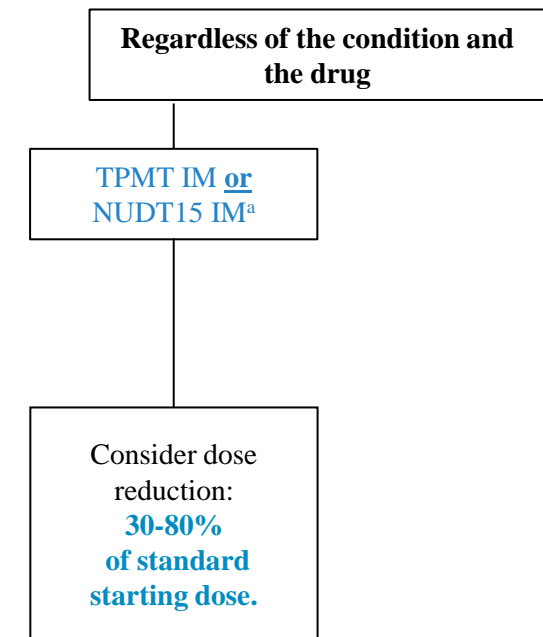 Regardless of the condition and
the drug
TPMT IM or
NUDT15 IMᵃ
Consider dose
reduction:
30-80%
of standard
starting dose.